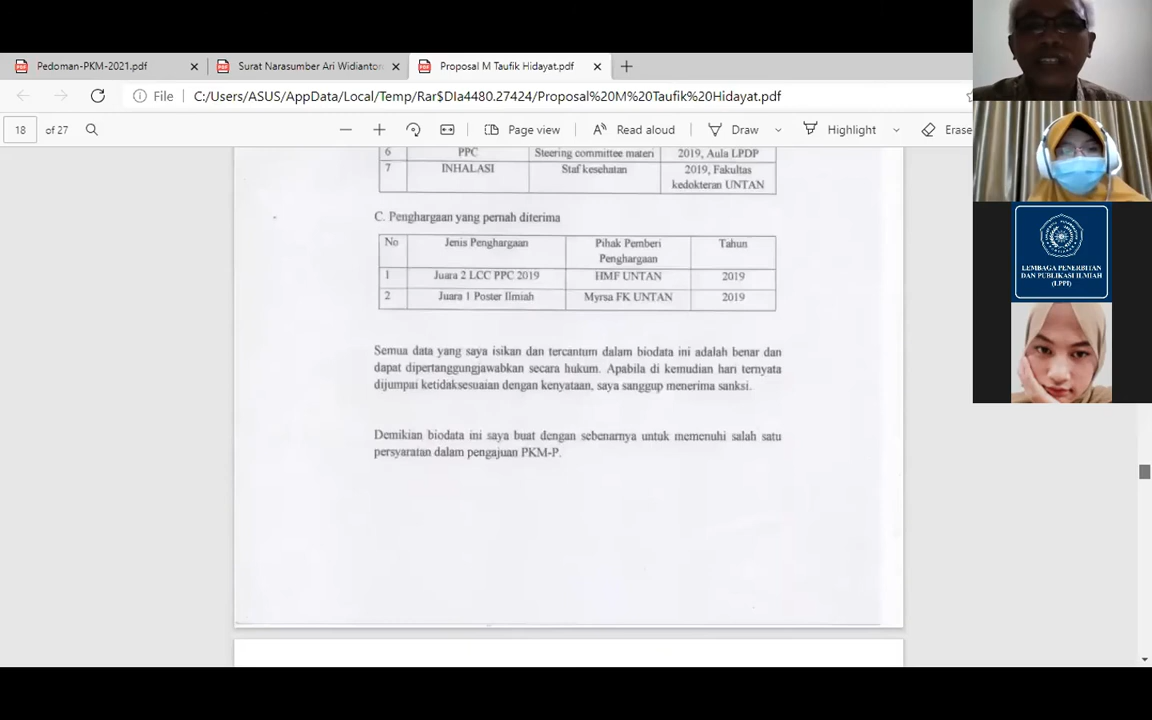 Pedoman-PKM-2021.pdf
Surat Narasumber Ari Widiantoro
Proposal M Taufik Hidayat.pdf
File C:/Users/ASUS/AppData/Local/Temp/Rar$DIa4480.27424/Proposal%20M%20Taufik%20Hidayat.pdf
18 of 27 Page view Read aloud Draw Highlight Erase
6 PPC Steering committee materi 2019, Aula LPDP
7 INHALASI Staf kesehatan 2019, Fakultas
kedokteran UNTAN
C. Penghargaan yang pernah diterima
No Jenis Penghargaan Pihak Pemberi Tahun
Penghargaan
1 Juara 2 LCC PPC 2019 HMF UNTAN 2019
2 Juara 1 Poster Ilmiah Myrsa FK UNTAN 2019
Semua data yang saya isikan dan tercantum dalam biodata ini adalah benar dan
dapat dipertanggungjawabkan secara hukum. Apabila di kemudian hari ternyata
dijumpai ketidaksesuaian dengan kenyataan, saya sanggup menerima sanksi.
Demikian biodata ini saya buat dengan sebenarnya untuk memenuhi salah satu
persyaratan dalam pengajuan PKM-P.
LEMBAGA PENERBITAN
DAN PUBLIKASI ILMIAH
(LPPI)